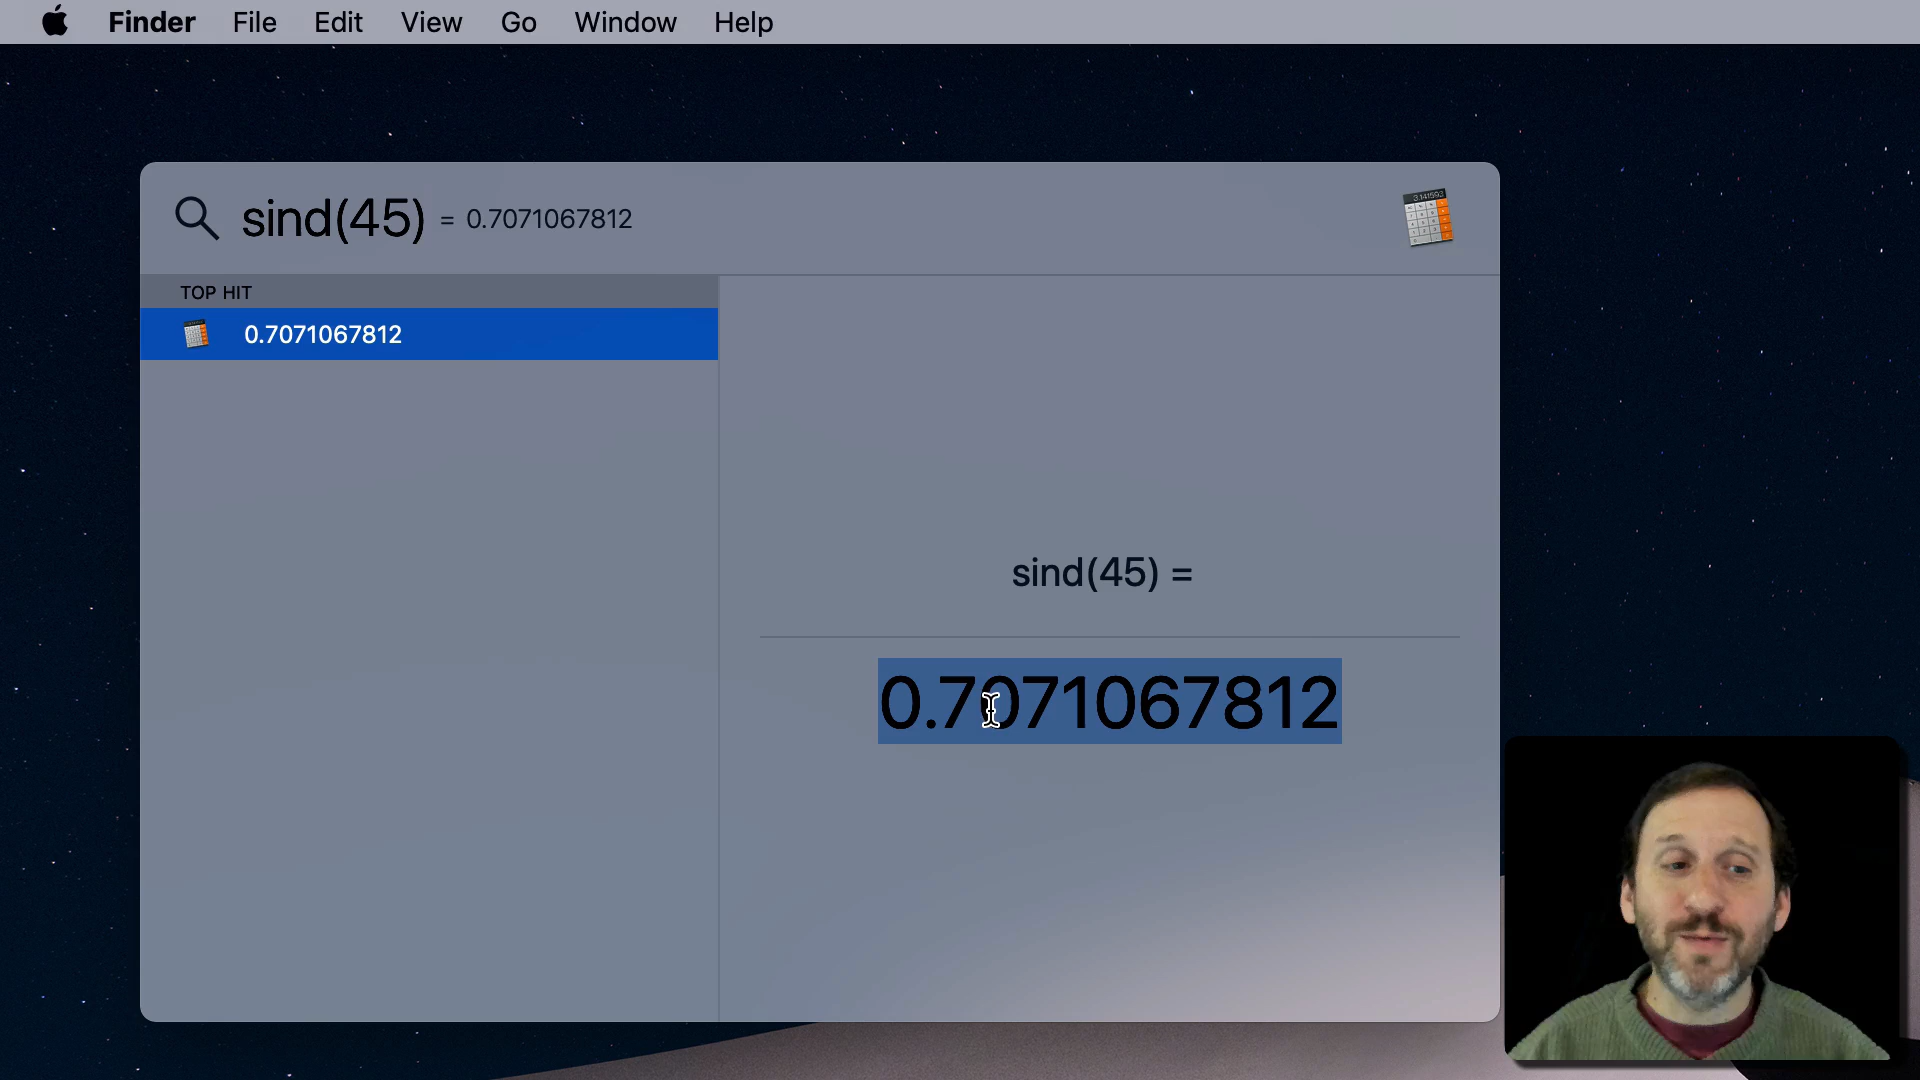 Finder File Edit View Go Window Help
sind(45) = 0.7071067812
TOP HIT
0.7071067812
sind(45) =
0.7071067812